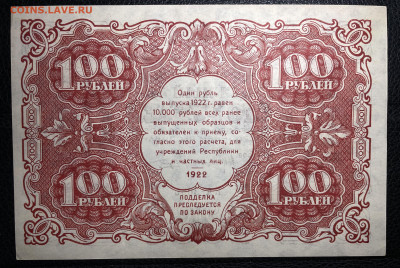 COINS.LAVE.RU
100
РУБЛЕЙ
100
РУБЛЕЙ
Один рубль
выпуска 1922 г. равен
10.000 рублей всех ранее
выпущенных образцов и
обязателен к приему, со-
гласно этого расчета, для
учреждений Республики
и частных лиц.
1922
100
РУБЛЕЙ
100
РУБЛЕЙ
ПОДДЕЛКА
ПРЕСЛЕДУЕТСЯ
ПО ЗАКОНУ